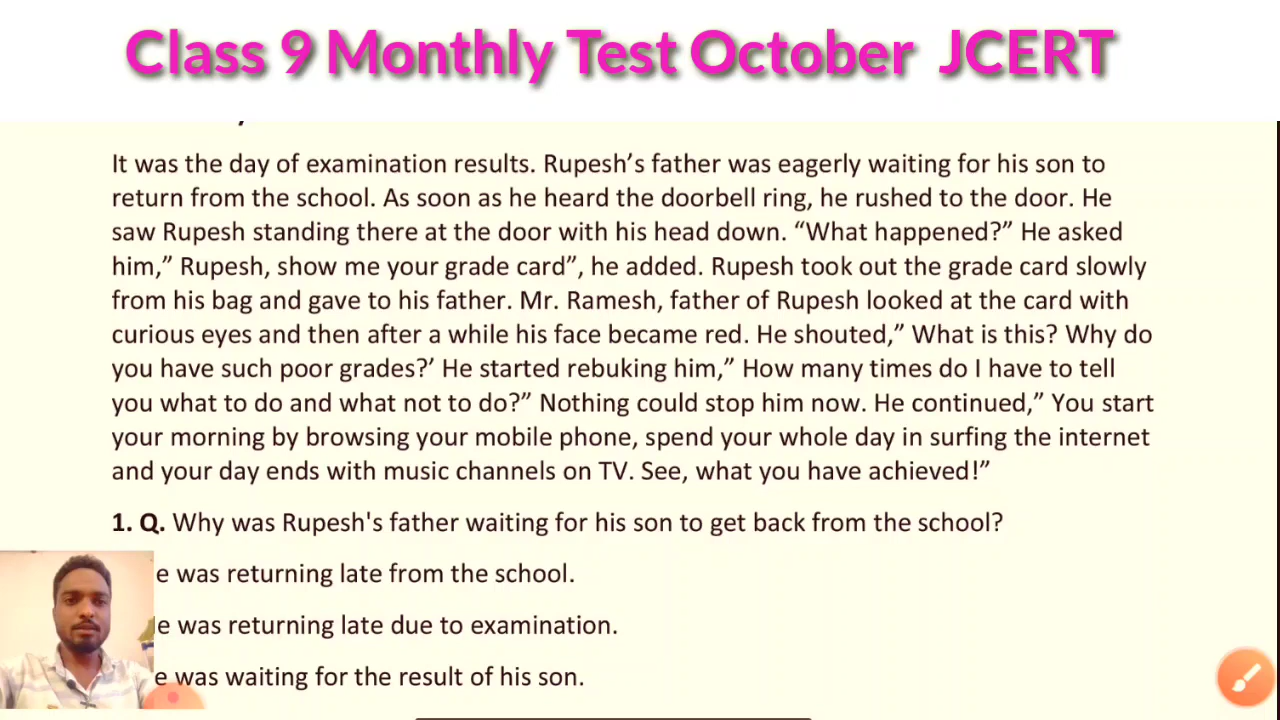 Class 9 Monthly Test October JCERT
It was the day of examination results. Rupesh’s father was eagerly waiting for his son to
return from the school. As soon as he heard the doorbell ring, he rushed to the door. He
saw Rupesh standing there at the door with his head down. “What happened?” He asked
him,” Rupesh, show me your grade card”, he added. Rupesh took out the grade card slowly
from his bag and gave to his father. Mr. Ramesh, father of Rupesh looked at the card with
curious eyes and then after a while his face became red. He shouted,” What is this? Why do
you have such poor grades?’ He started rebuking him,” How many times do I have to tell
you what to do and what not to do?” Nothing could stop him now. He continued,” You start
your morning by browsing your mobile phone, spend your whole day in surfing the internet
and your day ends with music channels on TV. See, what you have achieved!”
1. Q. Why was Rupesh's father waiting for his son to get back from the school?
e was returning late from the school.
e was returning late due to examination.
e was waiting for the result of his son.